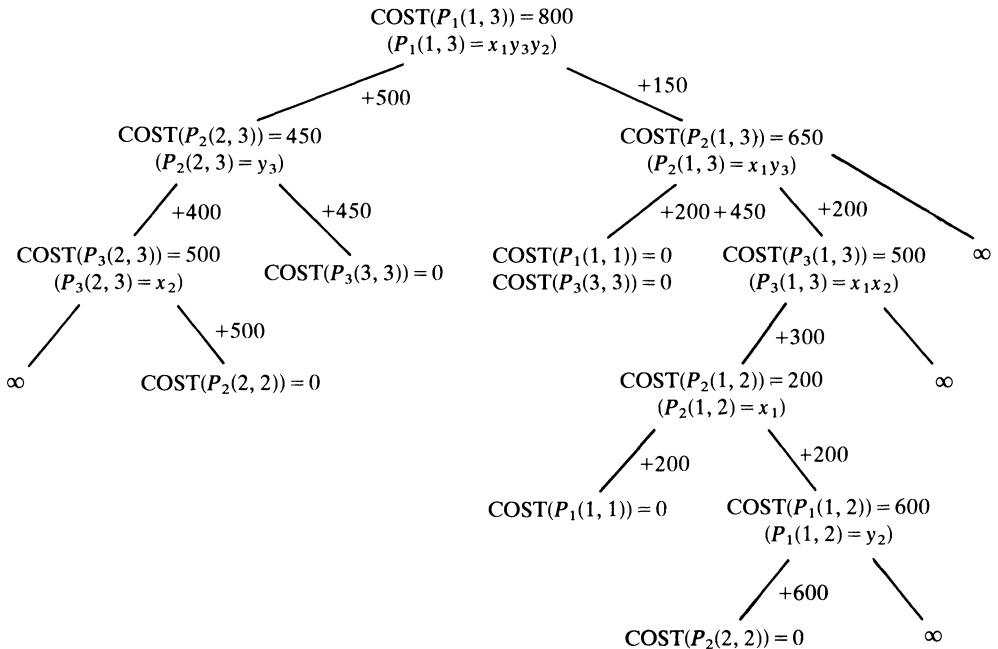 COST(P₁(1, 3)) = 800
(P₁(1, 3) = x₁y₃y₂)
+500
+150
COST(P₂(2, 3)) = 450
(P₂(2, 3) = y₃)
COST(P₂(1, 3)) = 650
(P₂(1, 3) = x₁y₃)
+400
+450
+200 + 450
+200
COST(P₃(2, 3)) = 500
(P₃(2, 3) = x₂)
COST(P₃(3, 3)) = 0
COST(P₁(1, 1)) = 0
COST(P₃(3, 3)) = 0
COST(P₃(1, 3)) = 500
(P₃(1, 3) = x₁x₂)
∞
+500
+300
∞
COST(P₂(2, 2)) = 0
COST(P₂(1, 2)) = 200
(P₂(1, 2) = x₁)
∞
+200
+200
COST(P₁(1, 1)) = 0
COST(P₁(1, 2)) = 600
(P₁(1, 2) = y₂)
+600
COST(P₂(2, 2)) = 0
∞